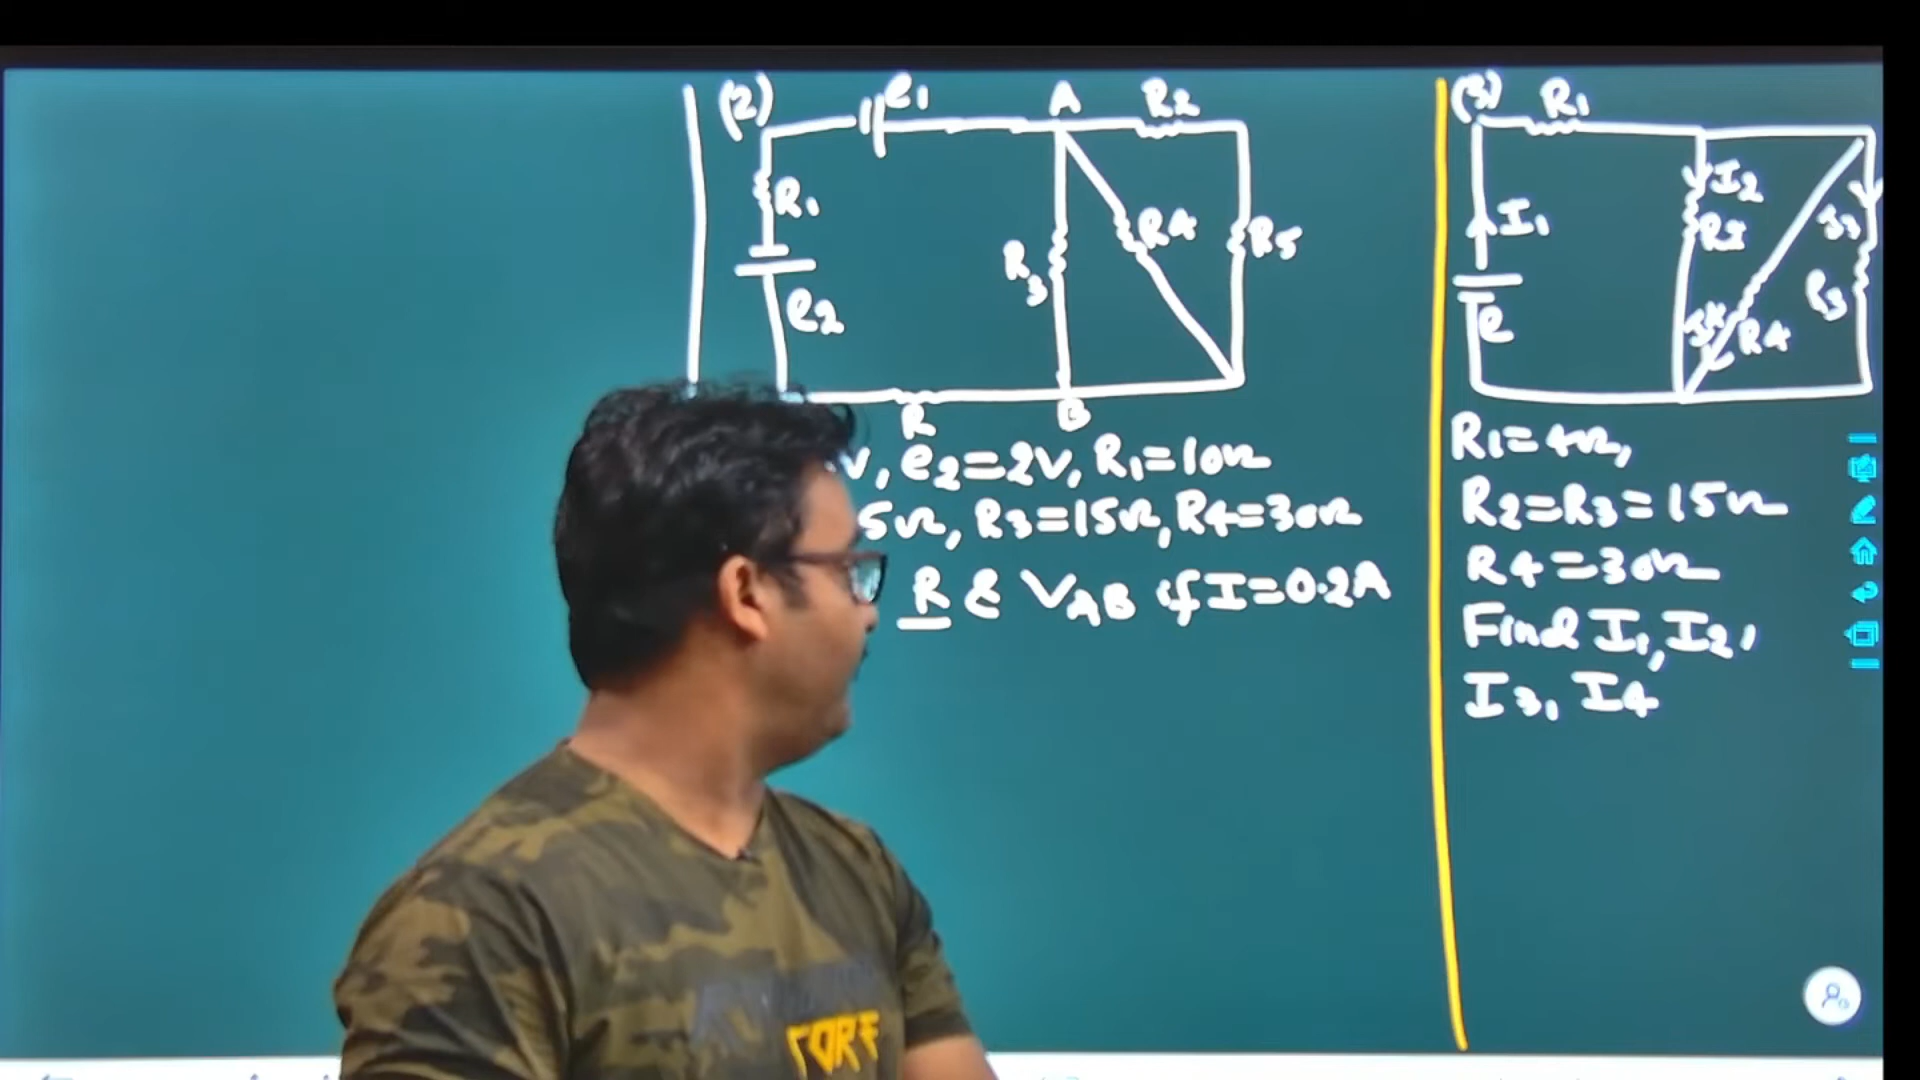 (2)
e1
A
R2
R1
R3
R4
R5
e2
R
B
V, e2=2V, R1=10Ω
5Ω, R3=15Ω, R4=30Ω
R & VAB if I=0.2A
(3)
R1
I2
I1
R2
I3
R3
e
I4
R4
R1=4Ω,
R2=R3=15Ω
R4=30Ω
Find I1, I2,
I3, I4
CORE